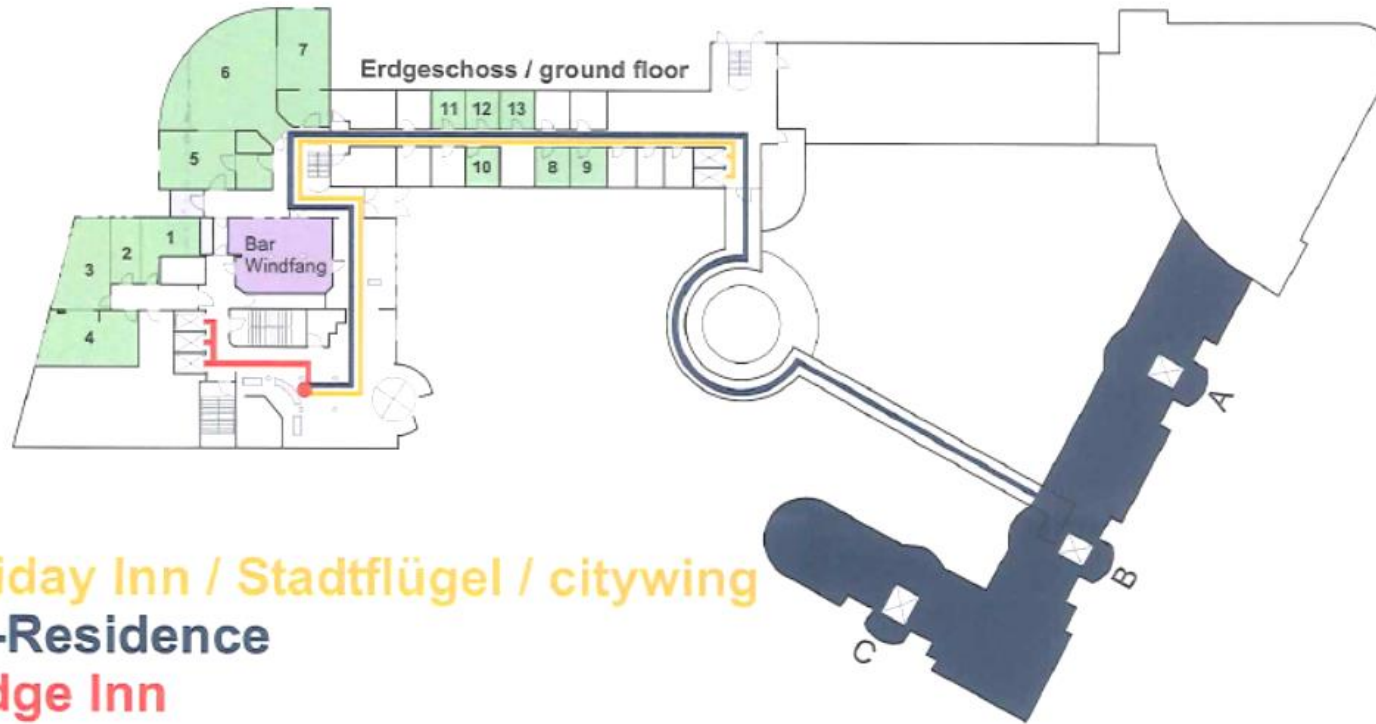 7
6
Erdgeschoss / ground floor
11 12 13
5
10 8 9
1
2
3
Bar
Windfang
4
A
B
C
iday Inn / Stadtflügel / citywing
-Residence
dge Inn